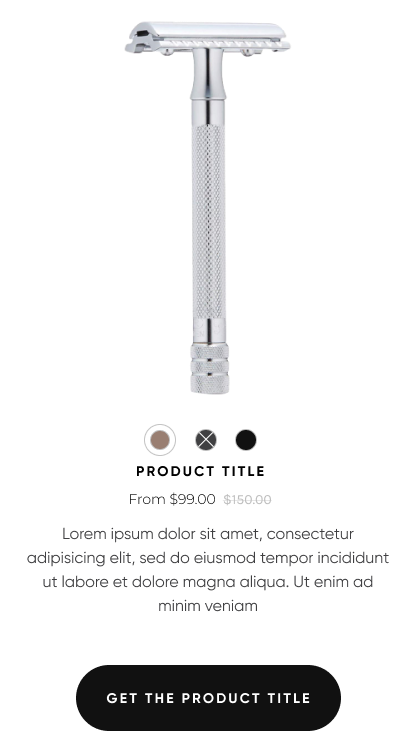 PRODUCT TITLE
From $99.00 $150.00
Lorem ipsum dolor sit amet, consectetur
adipisicing elit, sed do eiusmod tempor incididunt
ut labore et dolore magna aliqua. Ut enim ad
minim veniam
GET THE PRODUCT TITLE